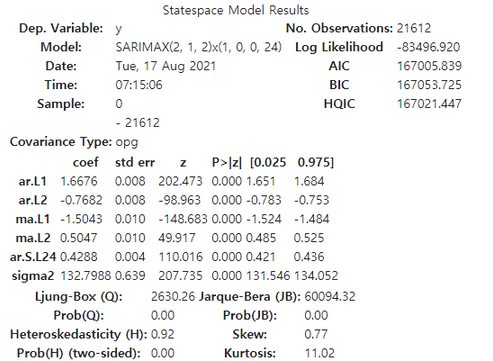 Statespace Model Results
Dep. Variable: y No. Observations: 21612
Model: SARIMAX(2, 1, 2)x(1, 0, 0, 24) Log Likelihood -83496.920
Date: Tue, 17 Aug 2021 AIC 167005.839
Time: 07:15:06 BIC 167053.725
Sample: 0 HQIC 167021.447
- 21612
Covariance Type: opg
coef std err z P>|z| [0.025 0.975]
ar.L1 1.6676 0.008 202.473 0.000 1.651 1.684
ar.L2 -0.7682 0.008 -98.963 0.000 -0.783 -0.753
ma.L1 -1.5043 0.010 -148.683 0.000 -1.524 -1.484
ma.L2 0.5047 0.010 49.917 0.000 0.485 0.525
ar.S.L24 0.4288 0.004 110.016 0.000 0.421 0.436
sigma2 132.7988 0.639 207.735 0.000 131.546 134.052
Ljung-Box (Q): 2630.26 Jarque-Bera (JB): 60094.32
Prob(Q): 0.00 Prob(JB): 0.00
Heteroskedasticity (H): 0.92 Skew: 0.77
Prob(H) (two-sided): 0.00 Kurtosis: 11.02